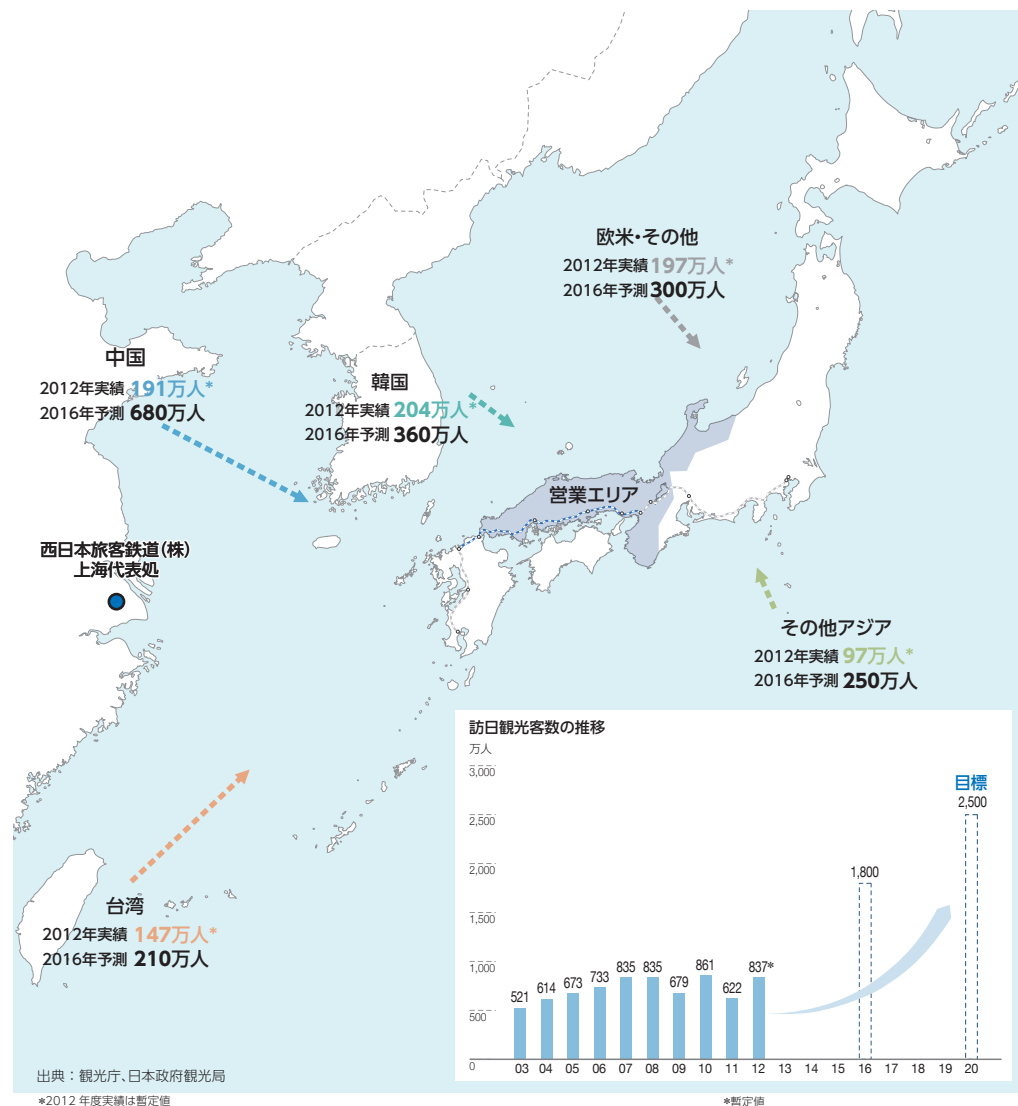 欧米・その他
2012年実績 197万人*
2016年予測 300万人
中国
2012年実績 191万人*
2016年予測 680万人
韓国
2012年実績 204万人*
2016年予測 360万人
営業エリア
西日本旅客鉄道(株)
上海代表処
その他アジア
2012年実績 97万人*
2016年予測 250万人
台湾
2012年実績 147万人*
2016年予測 210万人
訪日観光客数の推移
万人
3,000
2,500
2,000
1,500
1,000
500
0
521
614
673
733
835
835
679
861
622
837*
1,800
目標
2,500
03 04 05 06 07 08 09 10 11 12 13 14 15 16 17 18 19 20
出典：観光庁、日本政府観光局
*2012 年度実績は暫定値
*暫定値